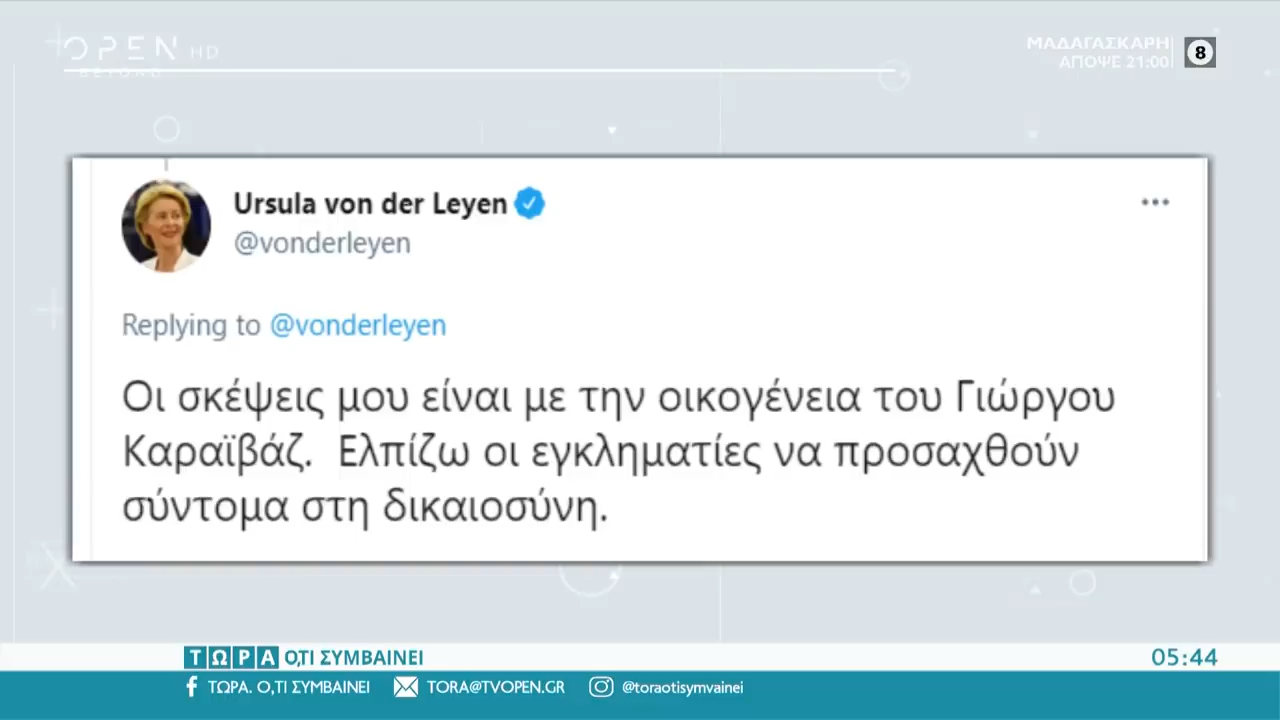 OPEN HD
BEYOND
ΜΑΔΑΓΑΣΚΑΡΗ
ΑΠΟΨΕ 21:00
8
Ursula von der Leyen
@vonderleyen
Replying to @vonderleyen
Οι σκέψεις μου είναι με την οικογένεια του Γιώργου
Καραϊβάζ. Ελπίζω οι εγκληματίες να προσαχθούν
σύντομα στη δικαιοσύνη.
ΤΩΡΑ Ο,ΤΙ ΣΥΜΒΑΙΝΕΙ
05:44
ΤΩΡΑ. Ο,ΤΙ ΣΥΜΒΑΙΝΕΙ TORA@TVOPEN.GR @toraotisymvainei